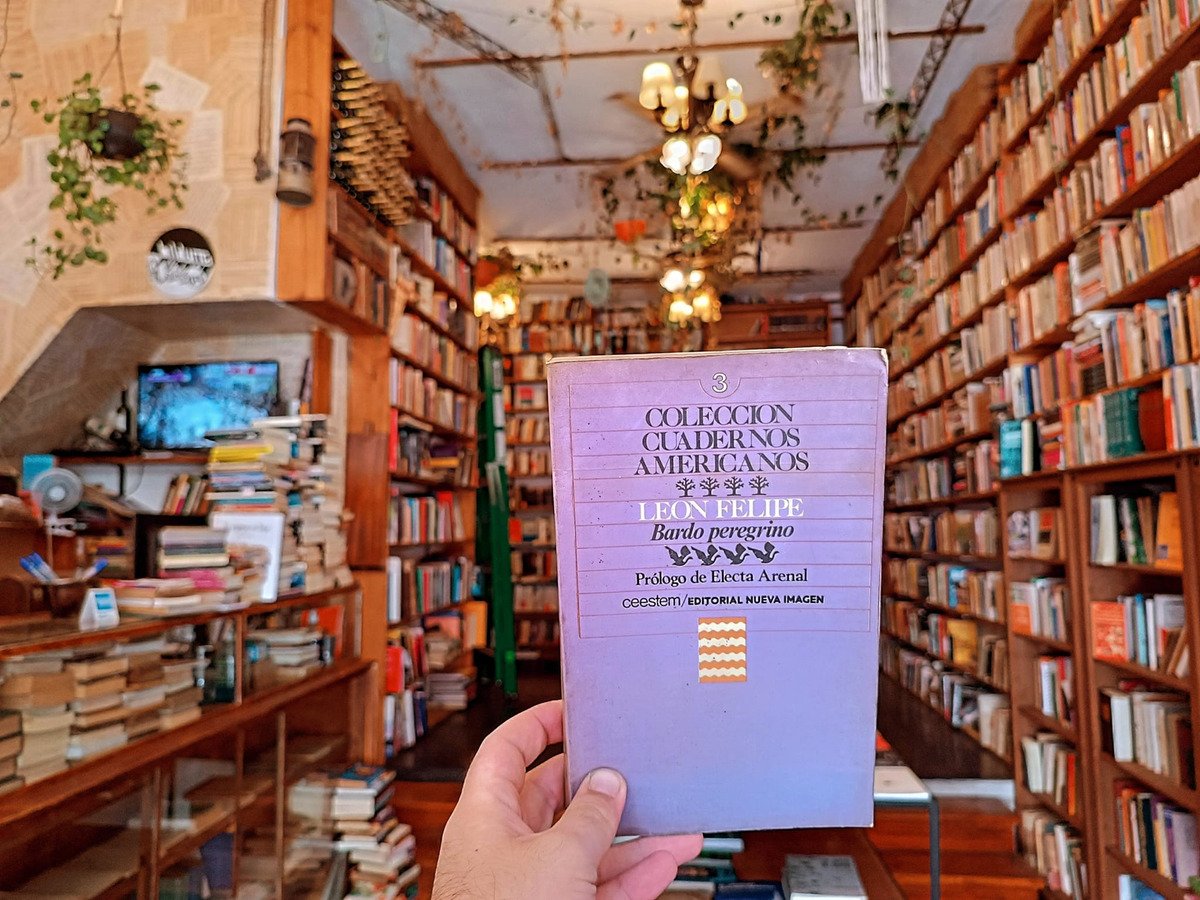 3
COLECCION
CUADERNOS
AMERICANOS
LEON FELIPE
Bardo peregrino
Prólogo de Electa Arenal
ceestem/EDITORIAL NUEVA IMAGEN